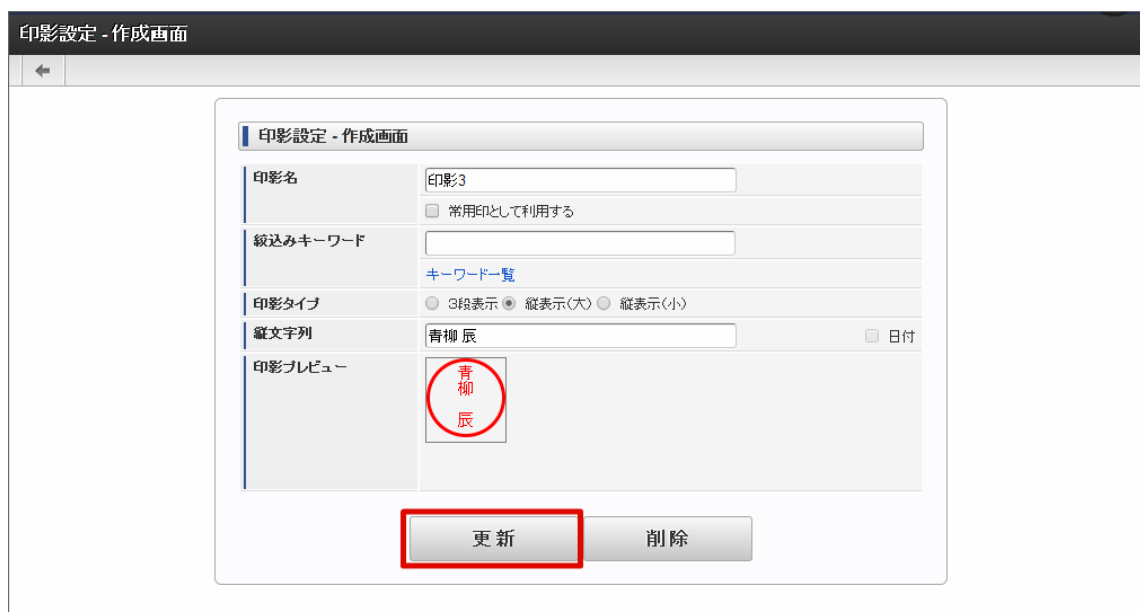 印影設定 - 作成画面
印影設定 - 作成画面
印影名
印影3
常用印として利用する
絞込みキーワード
キーワード一覧
印影タイプ
3段表示 縦表示(大) 縦表示(小)
縦文字列
青柳 辰
日付
印影プレビュー
青柳 辰
更新
削除